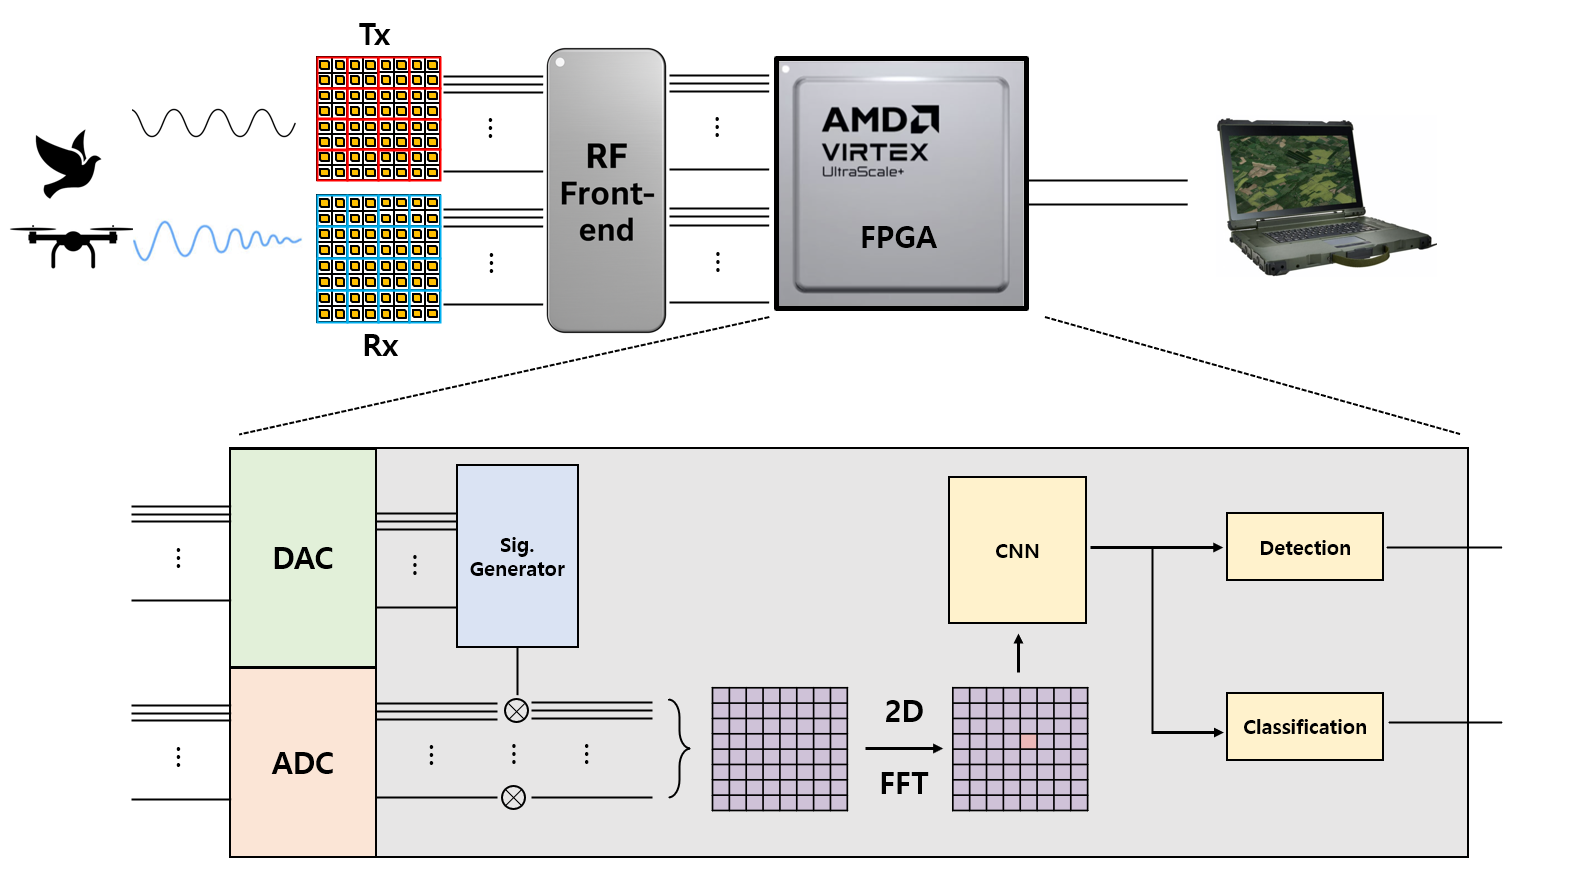 Tx
RF
Front-
end
AMD
VIRTEX
UltraScale+
FPGA
Rx
DAC
Sig.
Generator
CNN
Detection
ADC
2D
FFT
Classification